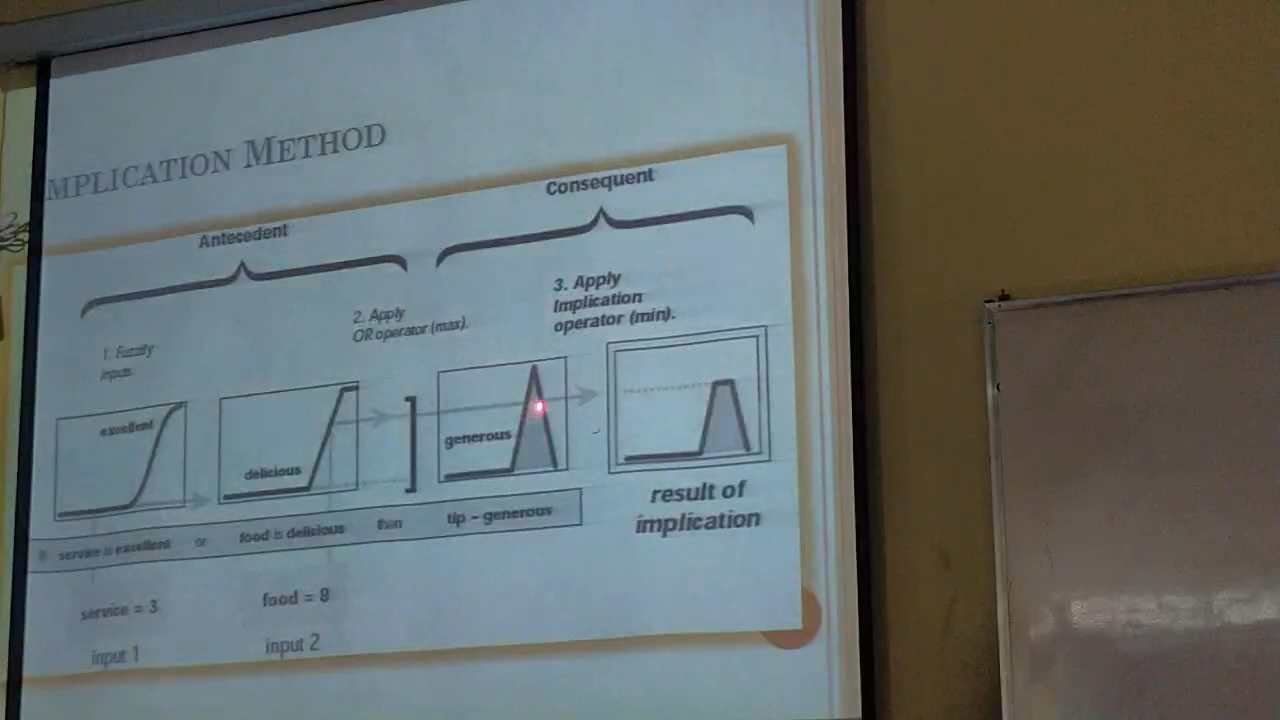 MPLICATION METHOD
Antecedent
Consequent
1. Fuzzify
inputs
2. Apply
OR operator (max).
3. Apply
Implication
operator (min).
excellent
delicious
generous
If service is excellent or food is delisious then tip = generous
result of
implication
service = 3
food = 8
input 1
input 2